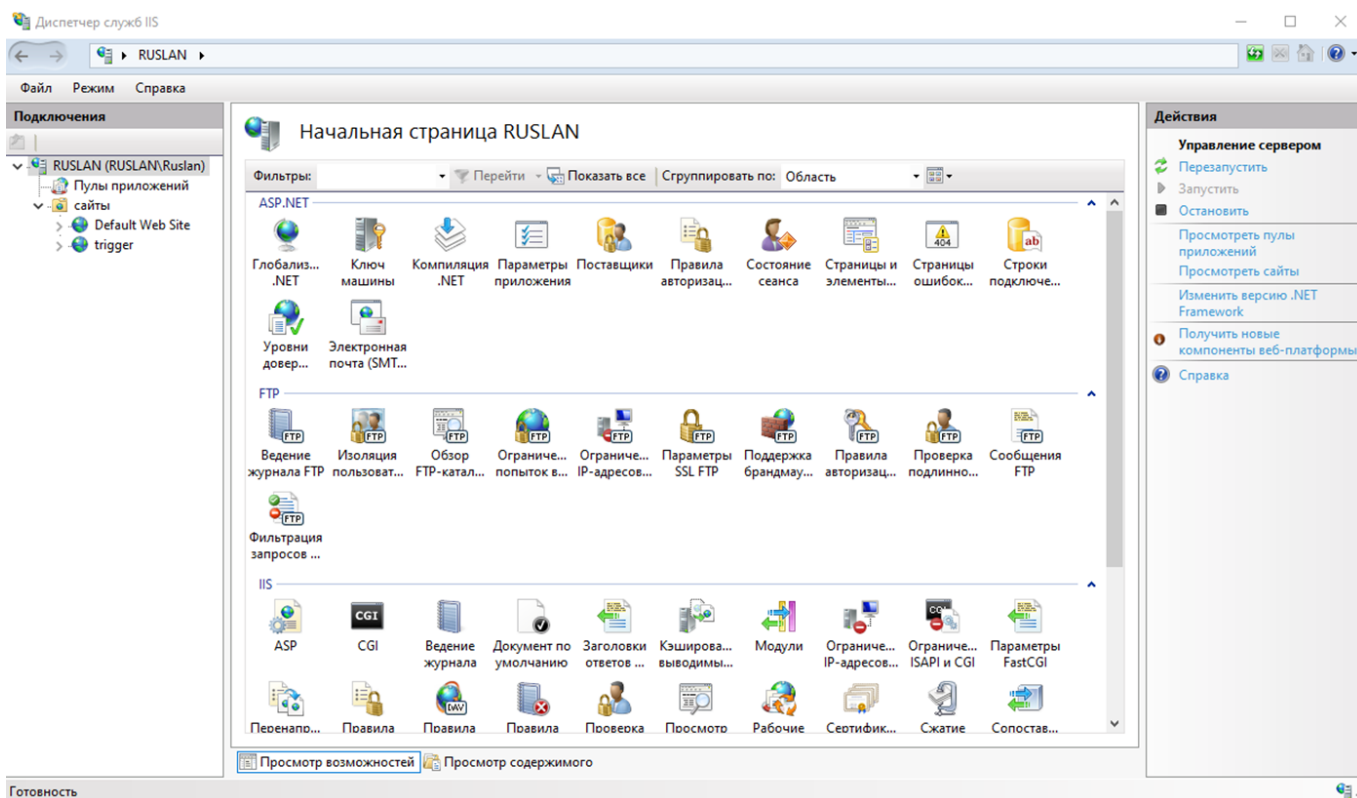 Диспетчер служб IIS
RUSLAN
Файл Режим Справка
Подключения
RUSLAN (RUSLAN\Ruslan)
Пулы приложений
сайты
Default Web Site
trigger
Начальная страница RUSLAN
Фильтры: Перейти Показать все Сгруппировать по: Область
ASP.NET
Глобализ... Ключ Компиляция Параметры Поставщики Правила Состояние Страницы и Страницы Строки
.NET машины .NET приложения авторизац... сеанса элементы... ошибок... подключе...
Уровни Электронная
довер... почта (SMT...
FTP
Ведение Изоляция Обзор Ограниче... Ограниче... Параметры Поддержка Правила Проверка Сообщения
журнала FTP пользоват... FTP-катал... попыток в... IP-адресов... SSL FTP брандмау... авторизац... подлинно... FTP
Фильтрация
запросов ...
IIS
ASP CGI Ведение Документ по Заголовки Кэширова... Модули Ограниче... Ограниче... Параметры
журнала умолчанию ответов ... выводимы... IP-адресов... ISAPI и CGI FastCGI
Перенапр... Правила Правила Правила Проверка Просмотр Рабочие Сертифик... Сжатие Сопостав...
Просмотр возможностей Просмотр содержимого
Действия
Управление сервером
Перезапустить
Запустить
Остановить
Просмотреть пулы
приложений
Просмотреть сайты
Изменить версию .NET
Framework
Получить новые
компоненты веб-платформы
Справка
Готовность